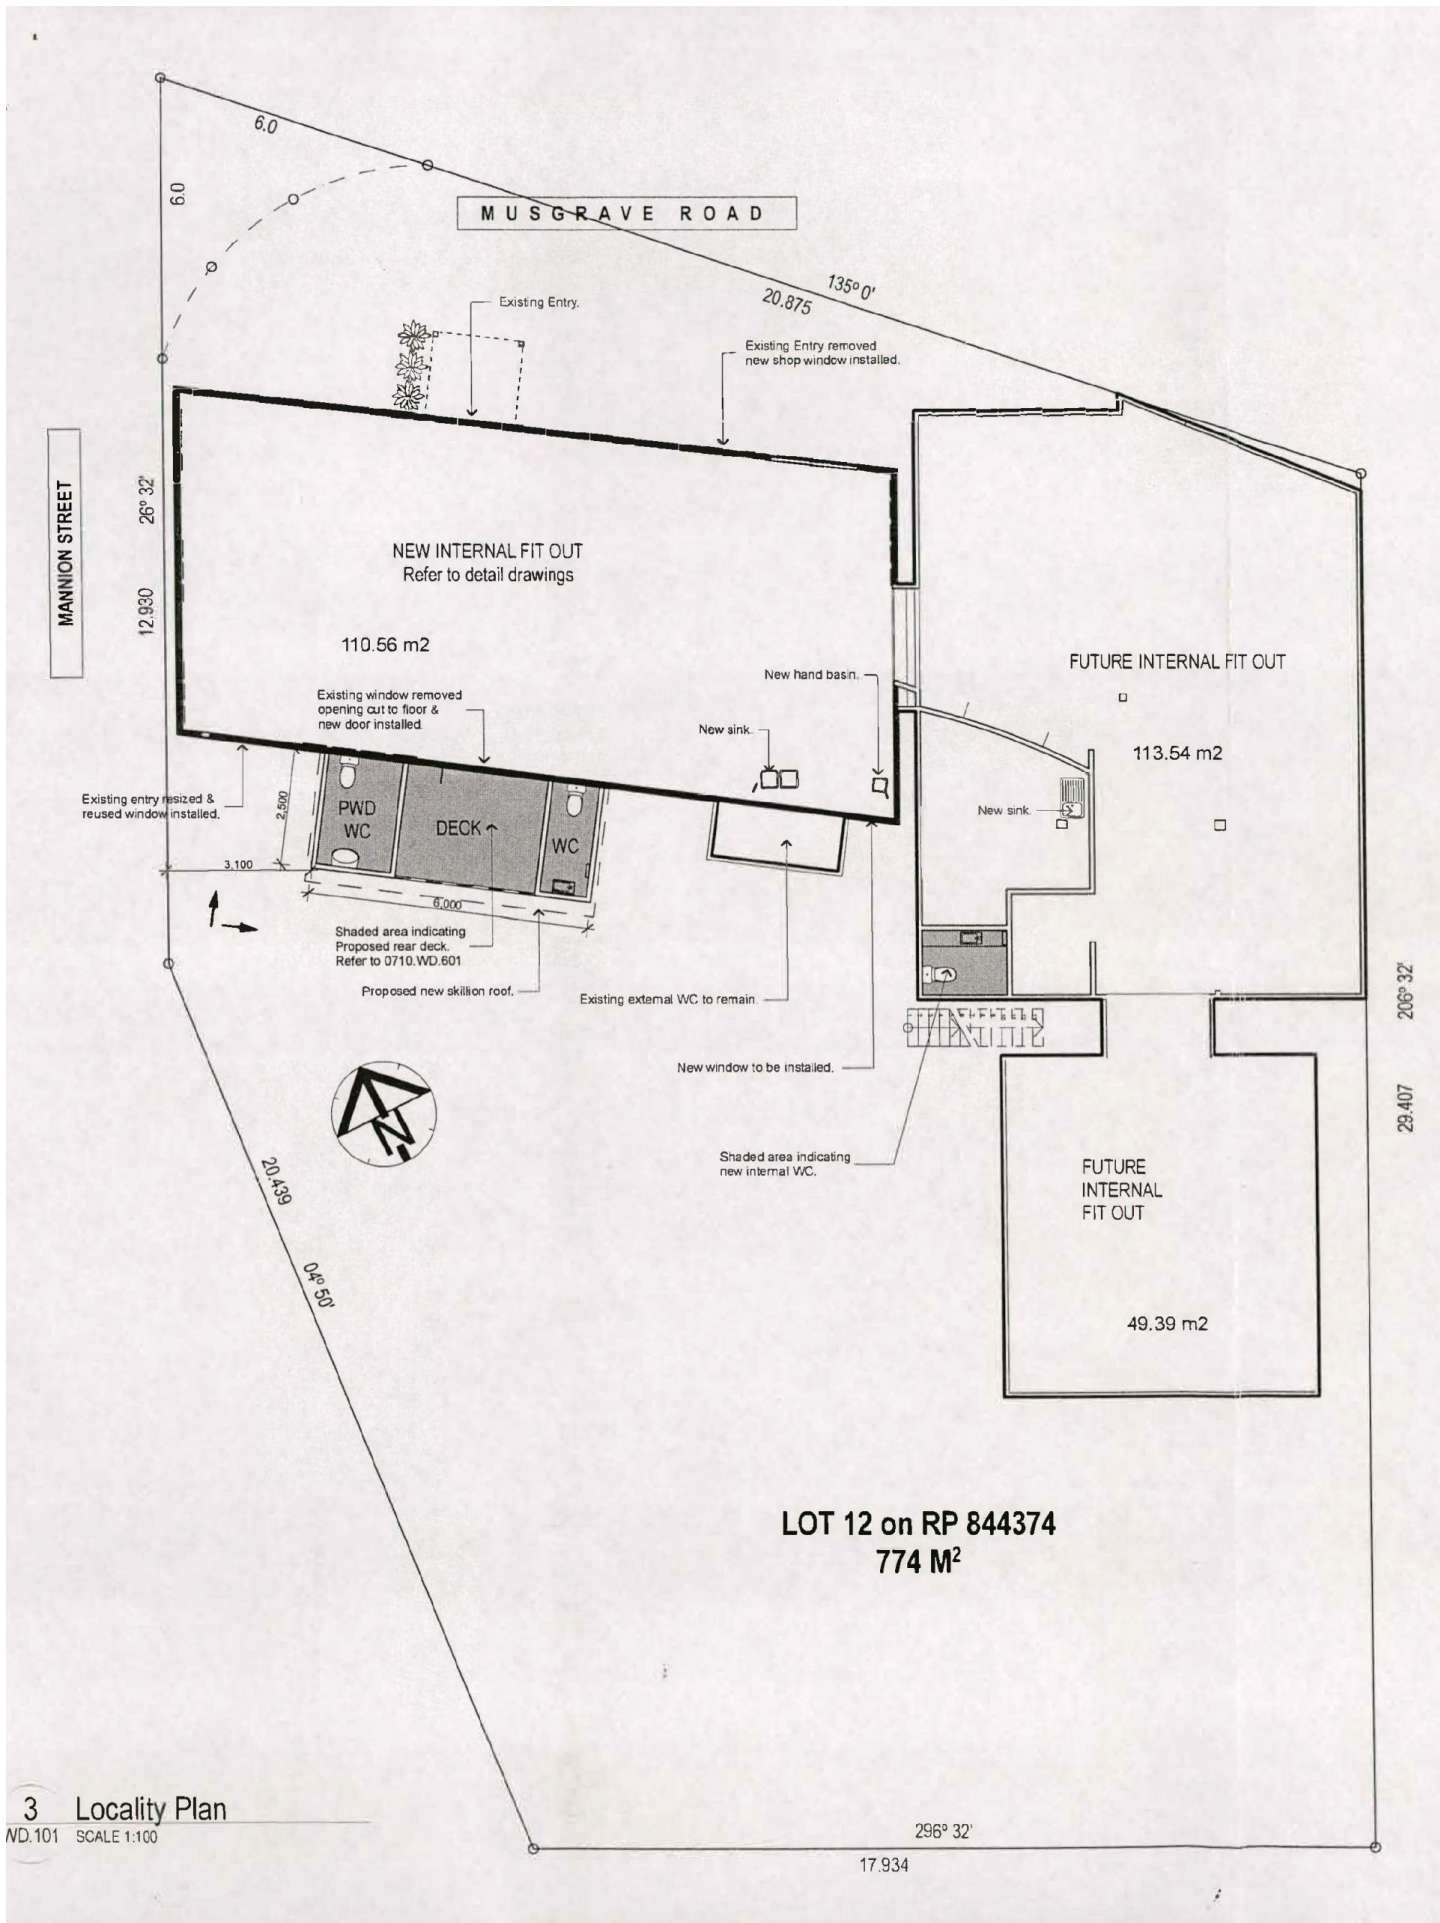 6.0
6.0
MUSGRAVE ROAD
135° 0'
20.875
Existing Entry.
Existing Entry removed
new shop window installed.
MANNION STREET
26° 32'
12.930
NEW INTERNAL FIT OUT
Refer to detail drawings
110.56 m2
FUTURE INTERNAL FIT OUT
113.54 m2
Existing window removed
opening cut to floor &
new door installed.
New hand basin.
New sink.
New sink.
Existing entry resized &
reused window installed.
2,500
3,100
PWD
WC
DECK
WC
6,000
Shaded area indicating
Proposed rear deck.
Refer to 0710.WD.601
Proposed new skillion roof.
Existing external WC to remain.
New window to be installed.
206° 32'
29.407
N
Shaded area indicating
new internal WC.
FUTURE
INTERNAL
FIT OUT
49.39 m2
20.439
04° 50'
LOT 12 on RP 844374
774 M²
3 Locality Plan
WD.101 SCALE 1:100
296° 32'
17.934